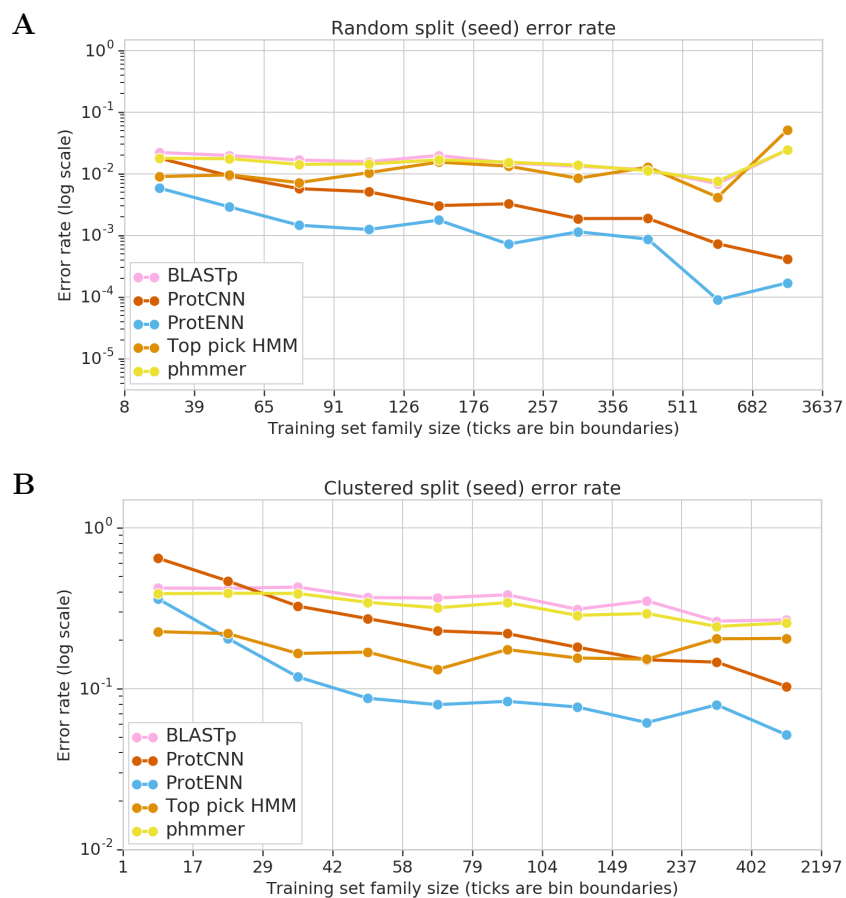 A
Random split (seed) error rate
10^0
10^-1
10^-2
10^-3
10^-4
10^-5
Error rate (log scale)
BLASTp
ProtCNN
ProtENN
Top pick HMM
phmmer
8 39 65 91 126 176 257 356 511 682 3637
Training set family size (ticks are bin boundaries)
B
Clustered split (seed) error rate
10^0
10^-1
10^-2
Error rate (log scale)
BLASTp
ProtCNN
ProtENN
Top pick HMM
phmmer
1 17 29 42 58 79 104 149 237 402 2197
Training set family size (ticks are bin boundaries)